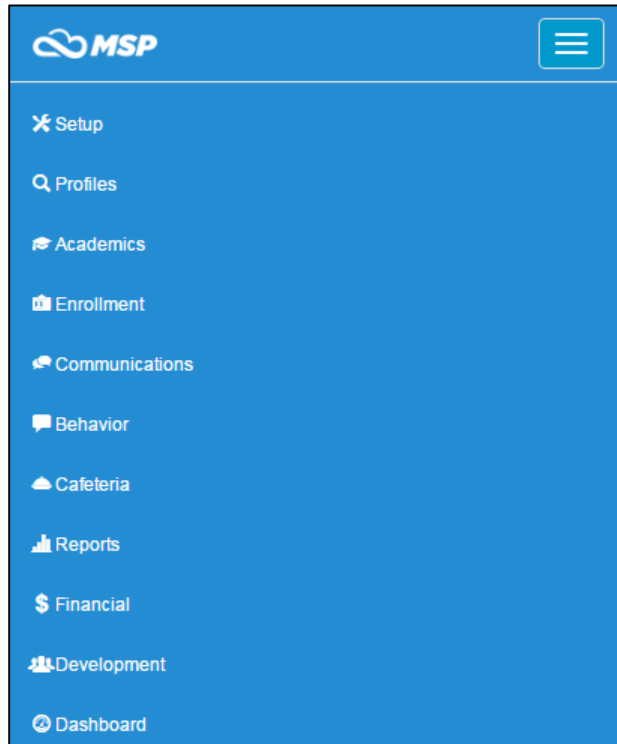 MSP
Setup
Profiles
Academics
Enrollment
Communications
Behavior
Cafeteria
Reports
Financial
Development
Dashboard